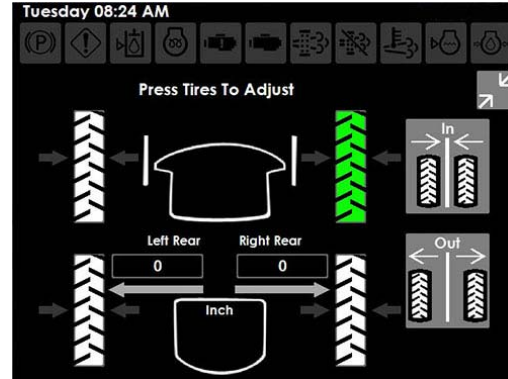 Tuesday 08:24 AM
(P)
Press Tires To Adjust
In
Left Rear Right Rear
0 0
Out
Inch